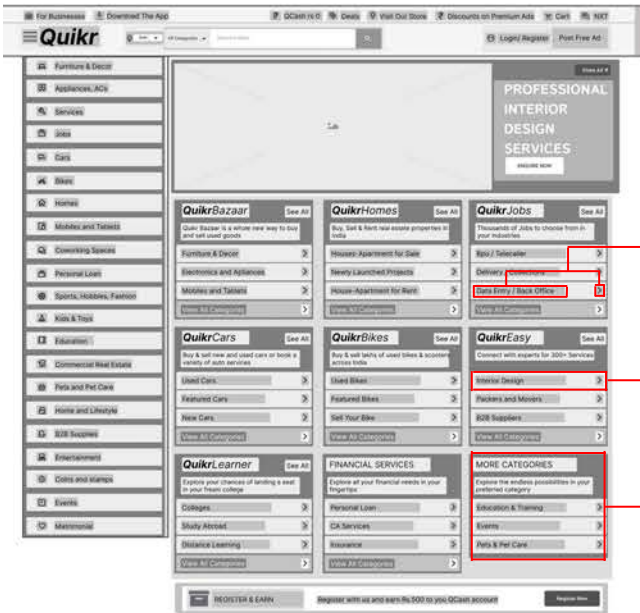 For Businesses Download The App QCash is 0 Deals Visit Out Store Discounts on Premium Ads Cart NXT
Quikr All Categories Login/ Register Post Free Ad
Furniture & Decor
Appliances, ACs
Services
Jobs
Cars
Bikes
Homes
Mobiles and Tablets
Coworking Spaces
Personal Loan
Sports, Hobbies, Fashion
Kids & Toys
Education
Commercial Real Estate
Pets and Pet Care
Home and Lifestyle
B2B Supplies
Entertainment
Coins and stamps
Events
Matrimonial
PROFESSIONAL
INTERIOR
DESIGN
SERVICES
ENQUIRE NOW
QuikrBazaar See All
Quikr Bazaar is a whole new way to buy
and sell used goods
Furniture & Decor
Electronics and Apliances
Mobiles and Tablets
View All Categories
QuikrHomes See All
Buy, Sell & Rent real estate properties in
India
Houses-Apartment for Sale
Newly Launched Projects
House-Apartment for Rent
View All Categories
QuikrJobs See All
Thousands of Jobs to choose from in
your industries
Bpo / Telecaller
Delivery / Collections
Data Entry / Back Office
View All Categories
QuikrCars See All
Buy & sell new and used cars or book a
variety of auto services
Used Cars
Featured Cars
New Cars
View All Categories
QuikrBikes See All
Buy & sell lakhs of used bikes & scooters
across India
Used Bikes
Featured Bikes
Sell Your Bike
View All Categories
QuikrEasy See All
Connect with experts for 300+ Services
Interior Design
Packers and Movers
B2B Suppliers
View All Categories
QuikrLearner See All
Explore your chances of landing a seat
in your college
Colleges
Study Abroad
Distance Learning
View All Categories
FINANCIAL SERVICES
Explore all your financial needs in your
fingertips
Personal Loan
CA Services
Insurance
View All Categories
MORE CATEGORIES
Explore the endless possibilities in your
preferred category
Education & Training
Events
Pets & Pet Care
REGISTER & EARN Register with us and earn Rs.500 to you QCash account Register Now